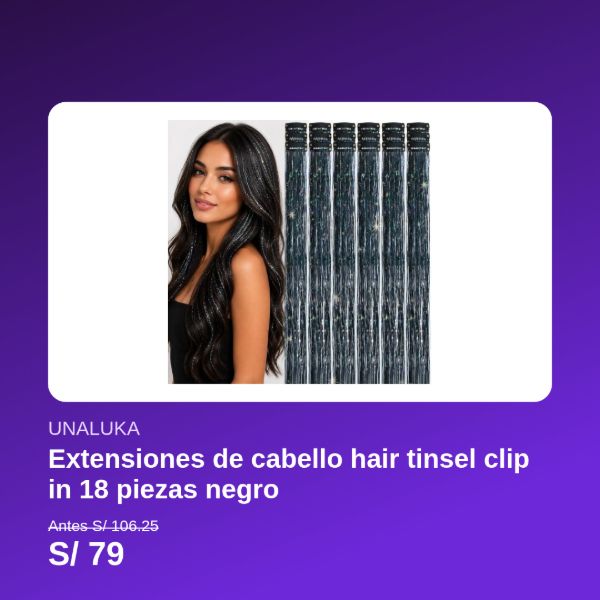 UNALUKA
Extensiones de cabello hair tinsel clip
in 18 piezas negro
Antes S/ 106.25
S/ 79